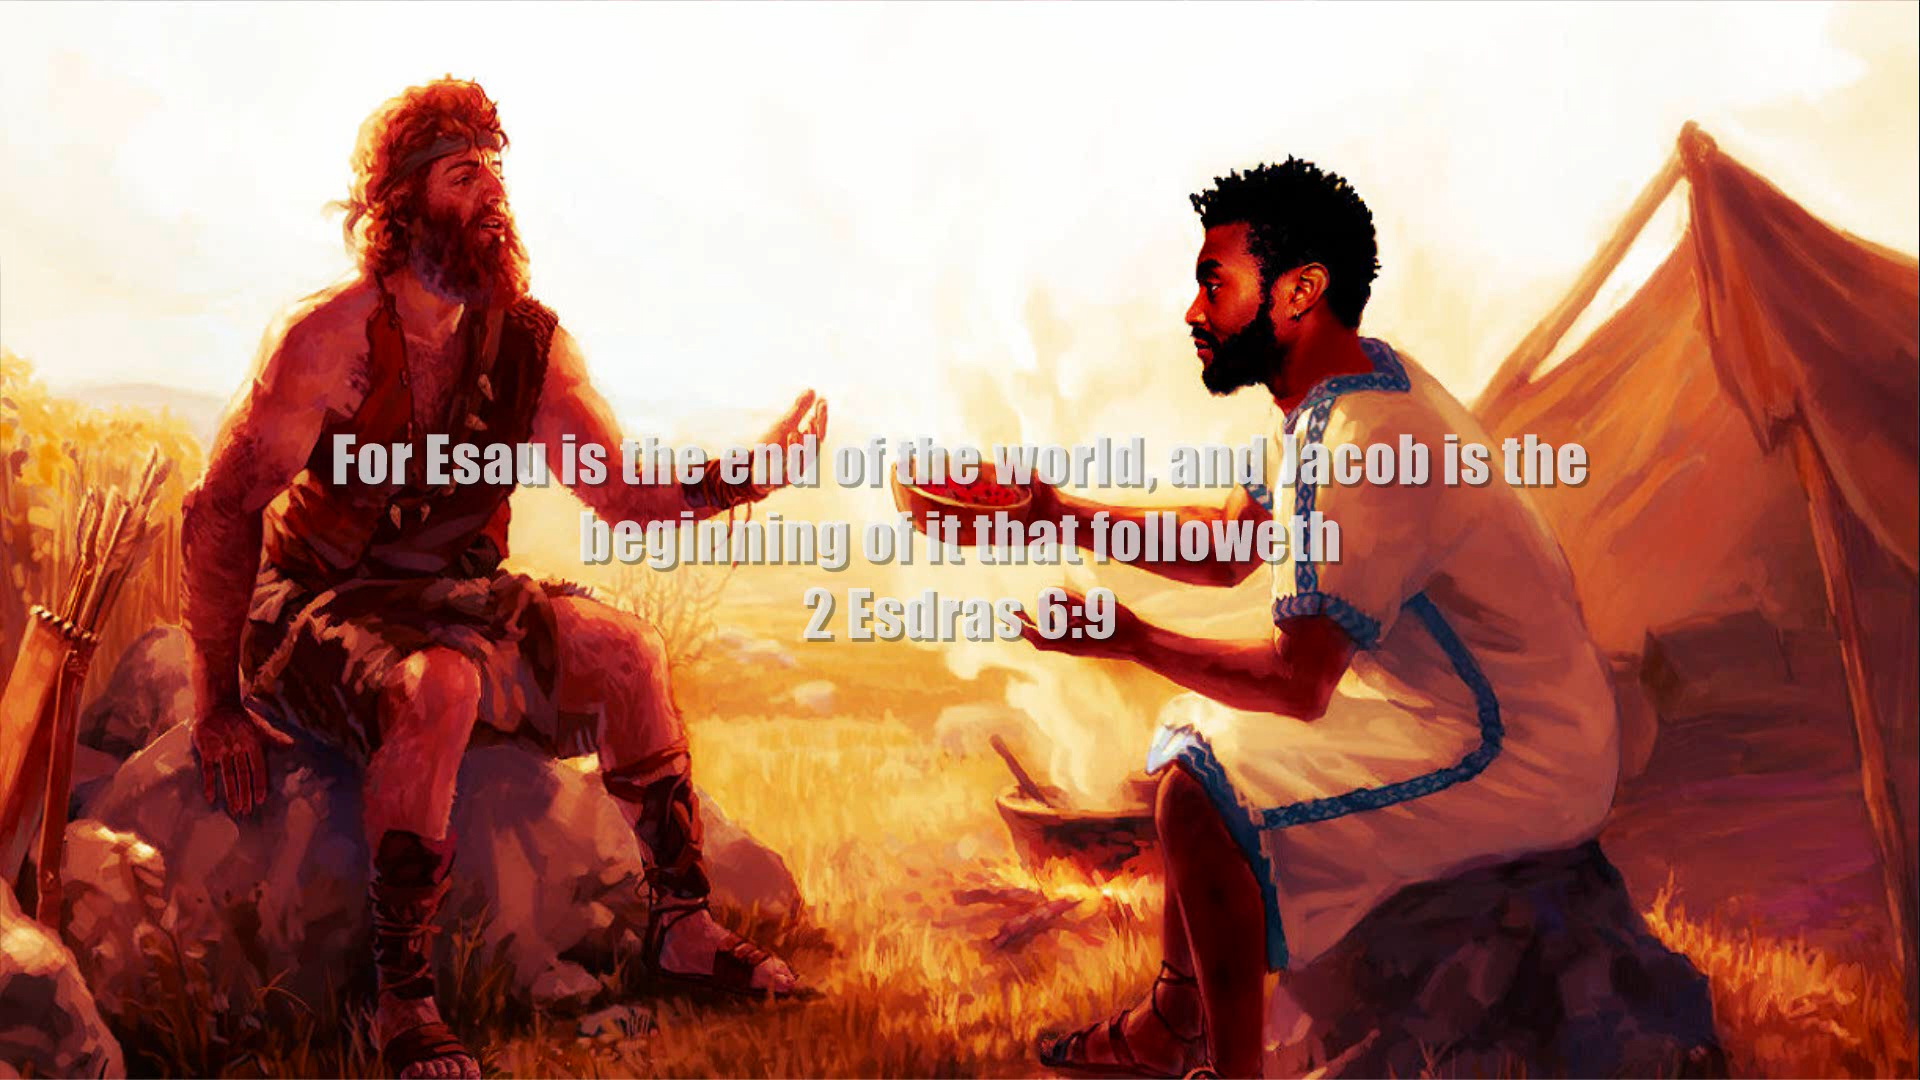 For Esau is the end of the world, and Jacob is the
beginning of it that followeth
2 Esdras 6:9